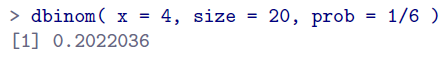 > dbinom( x = 4, size = 20, prob = 1/6 )
[1] 0.2022036